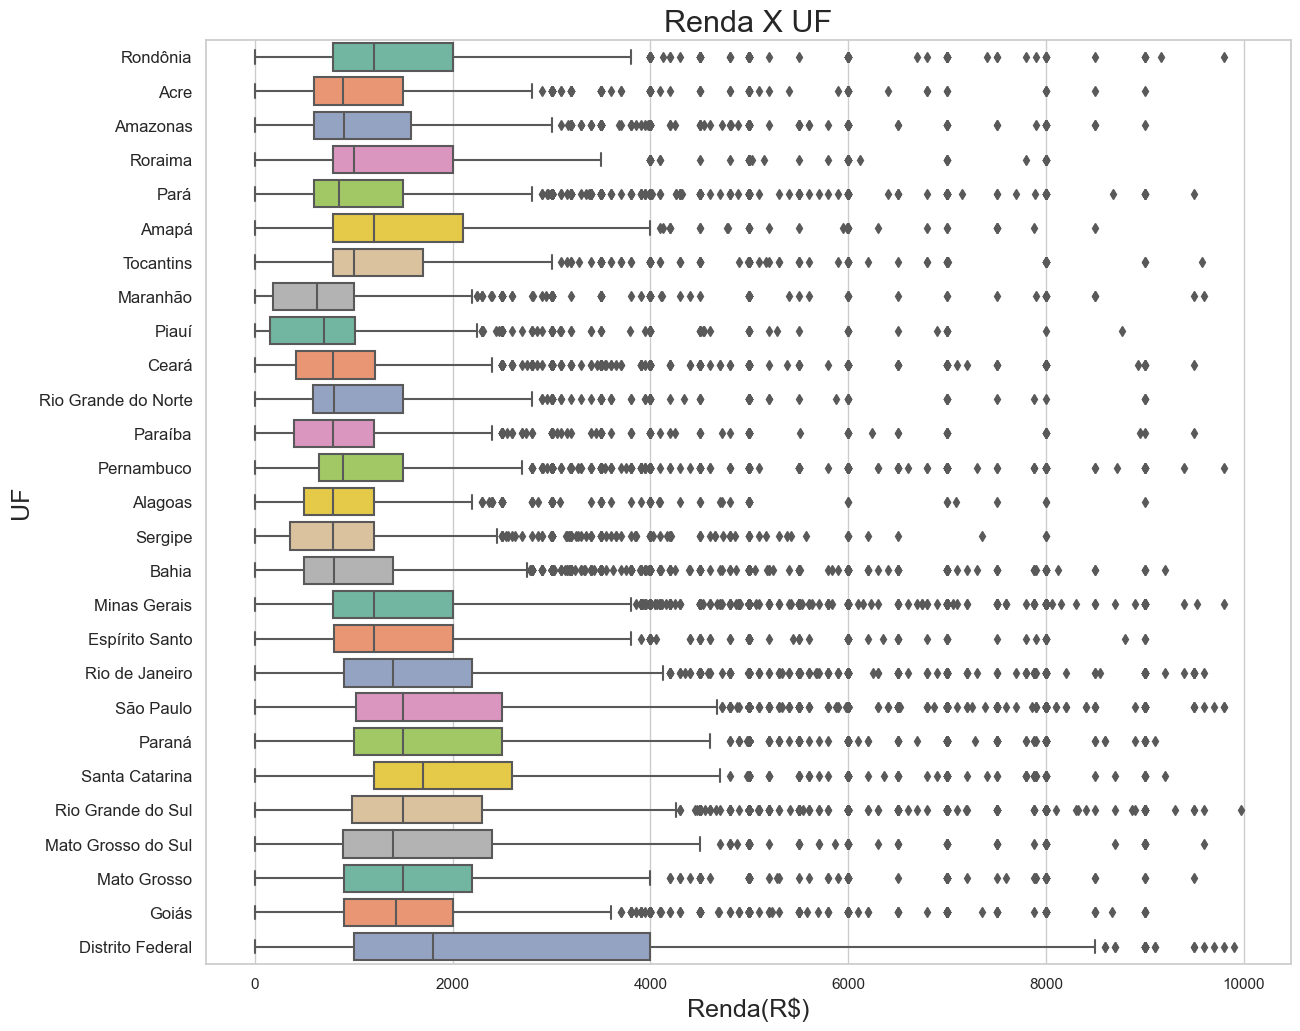 Renda X UF
UF
Rondônia
Acre
Amazonas
Roraima
Pará
Amapá
Tocantins
Maranhão
Piauí
Ceará
Rio Grande do Norte
Paraíba
Pernambuco
Alagoas
Sergipe
Bahia
Minas Gerais
Espírito Santo
Rio de Janeiro
São Paulo
Paraná
Santa Catarina
Rio Grande do Sul
Mato Grosso do Sul
Mato Grosso
Goiás
Distrito Federal
0 2000 4000 6000 8000 10000
Renda(R$)